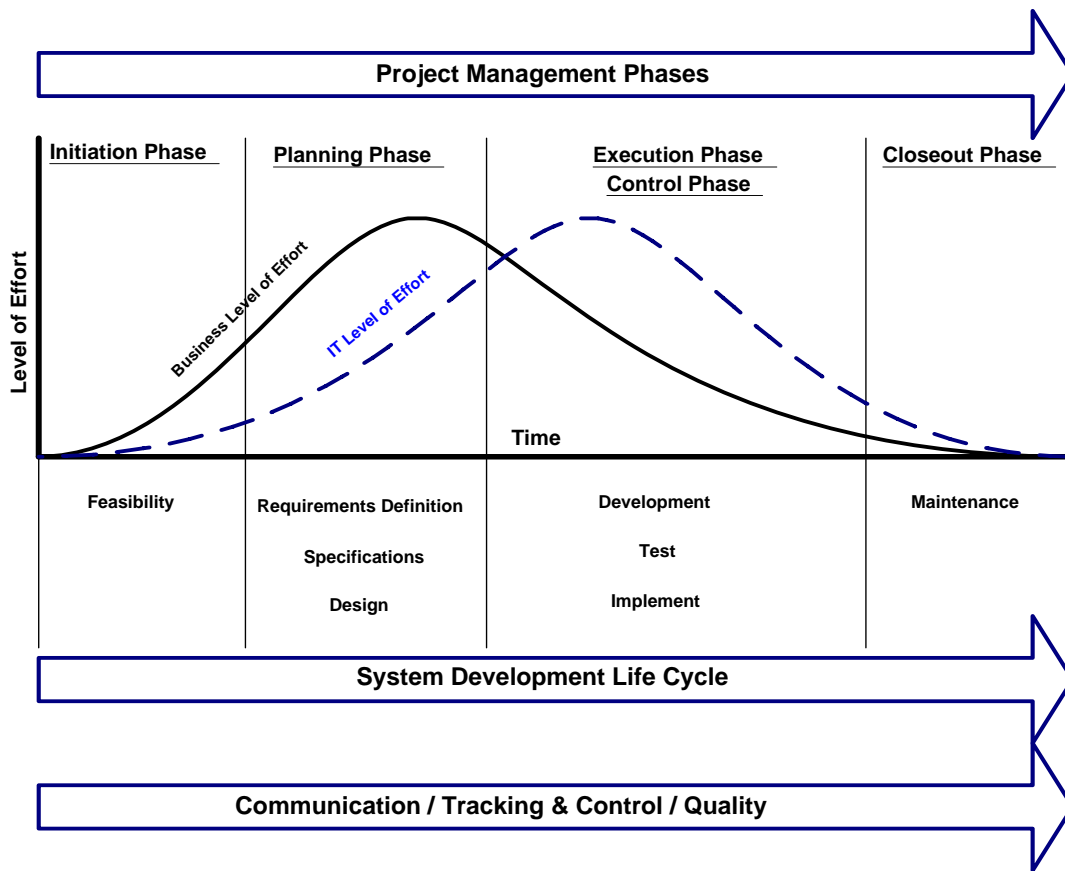 Project Management Phases
Initiation Phase
Planning Phase
Execution Phase
Control Phase
Closeout Phase
Level of Effort
Business Level of Effort
IT Level of Effort
Time
Feasibility
Requirements Definition
Specifications
Design
Development
Test
Implement
Maintenance
System Development Life Cycle
Communication / Tracking & Control / Quality